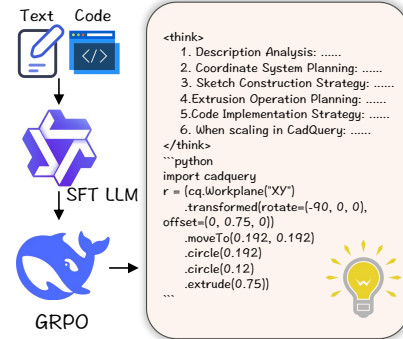 Text Code
</>
SFT LLM
GRPO
<think>
1. Description Analysis: ......
2. Coordinate System Planning: ......
3. Sketch Construction Strategy: ......
4.Extrusion Operation Planning: ......
5.Code Implementation Strategy: ......
6. When scaling in CadQuery: ......
</think>
```python
import cadquery
r = (cq.Workplane("XY")
.transformed(rotate=(-90, 0, 0),
offset=(0, 0.75, 0))
.moveTo(0.192, 0.192)
.circle(0.192)
.circle(0.12)
.extrude(0.75))
```